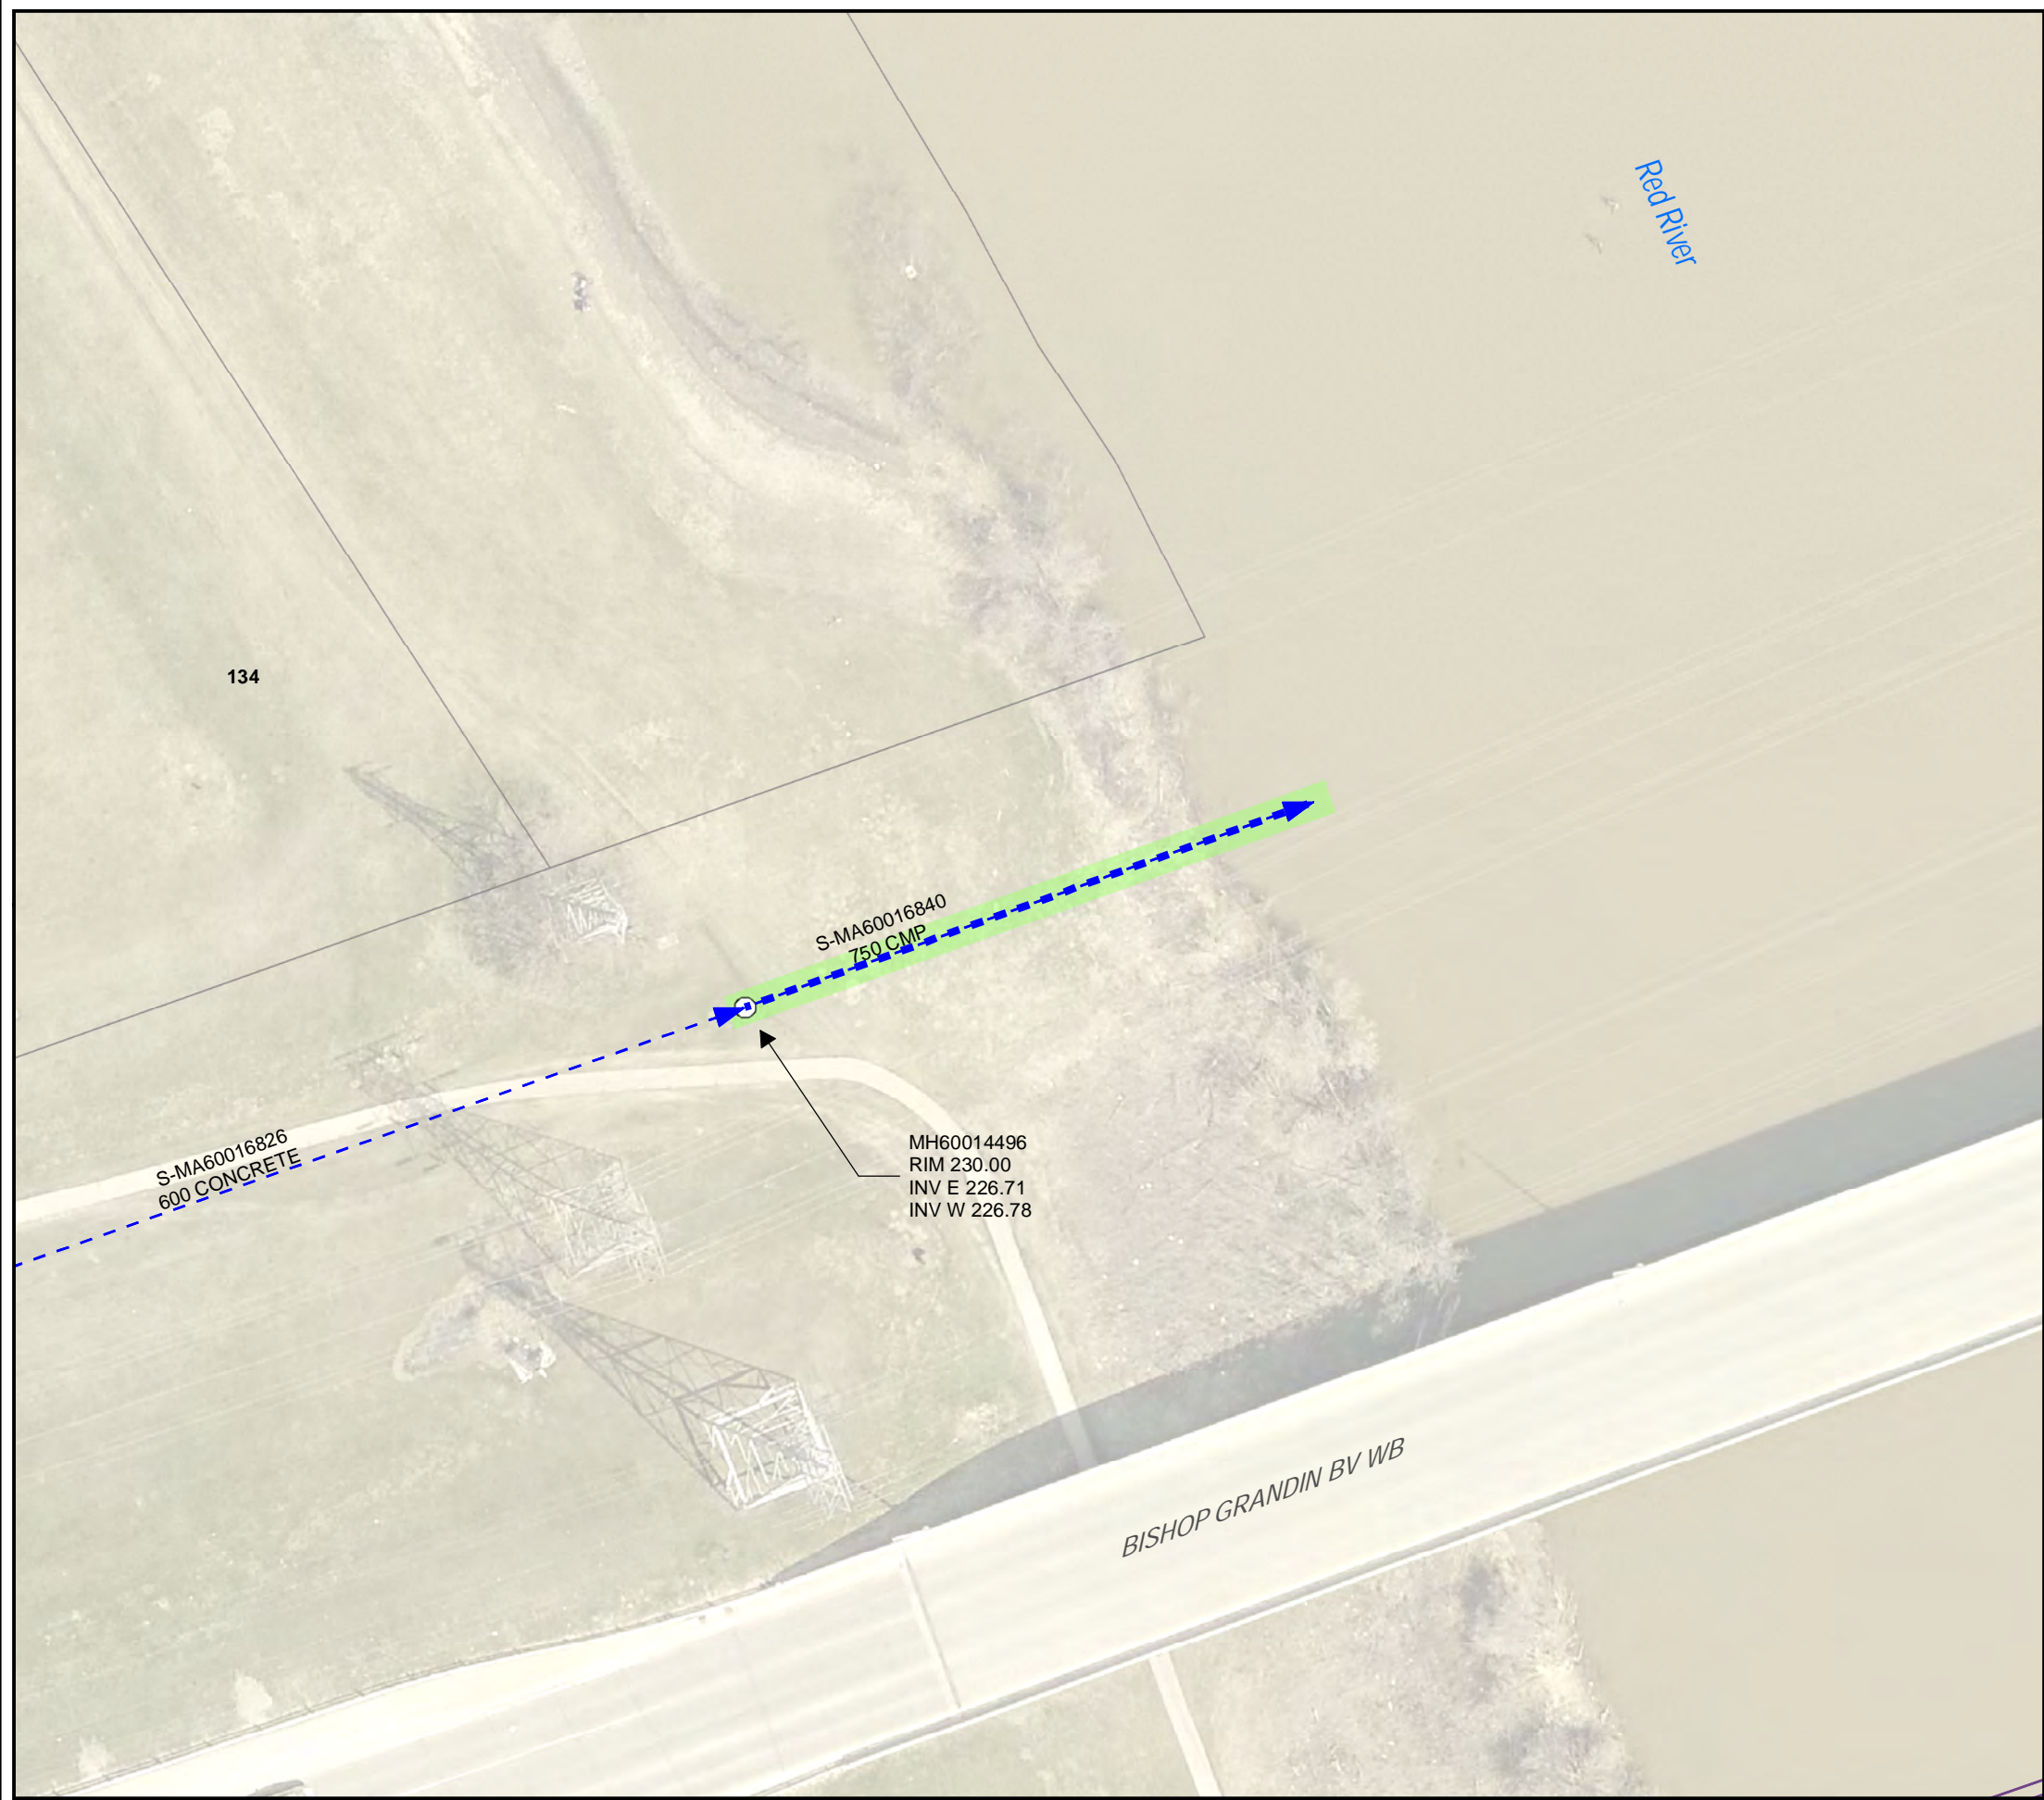 Red River
134
S-MA60016840
750 CMP
S-MA60016826
600 CONCRETE
MH60014496
RIM 230.00
INV E 226.71
INV W 226.78
BISHOP GRANDIN BV WB